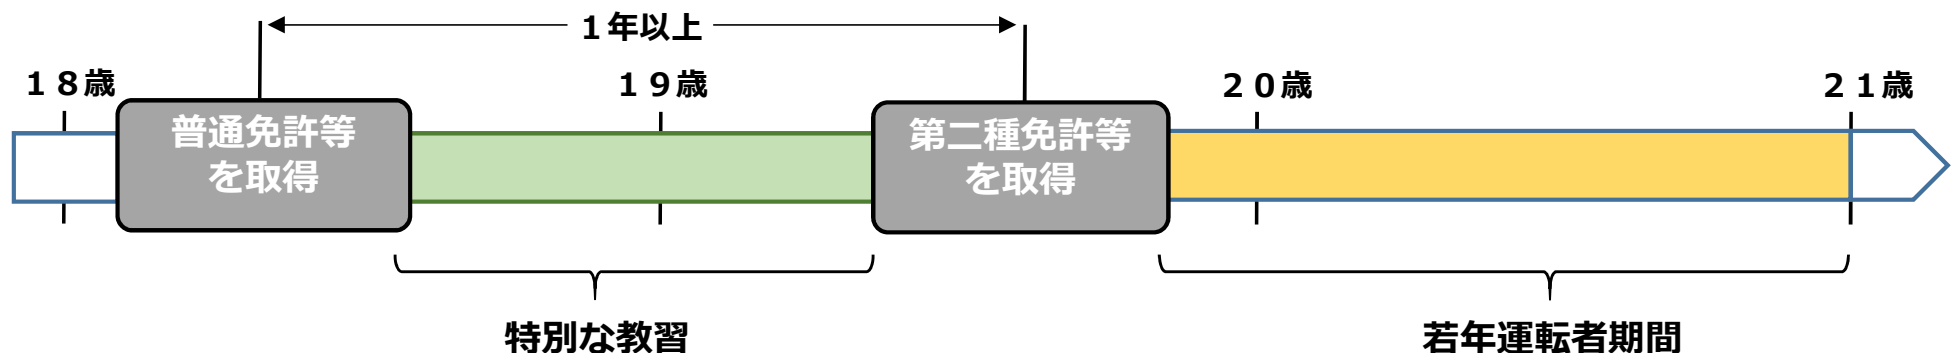 １年以上
１８歳
１９歳
２０歳
２１歳
普通免許等
を取得
第二種免許等
を取得
特別な教習
若年運転者期間